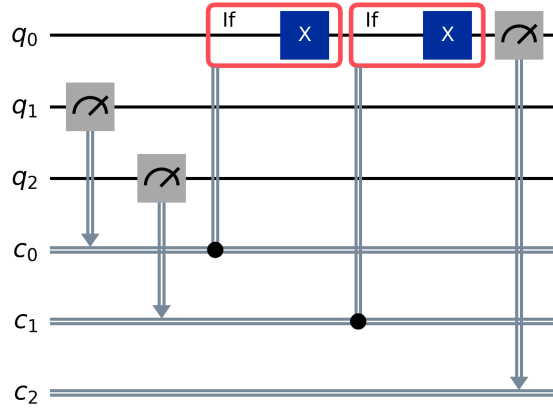 If If
q₀ X X
q₁
q₂
c₀
c₁
c₂